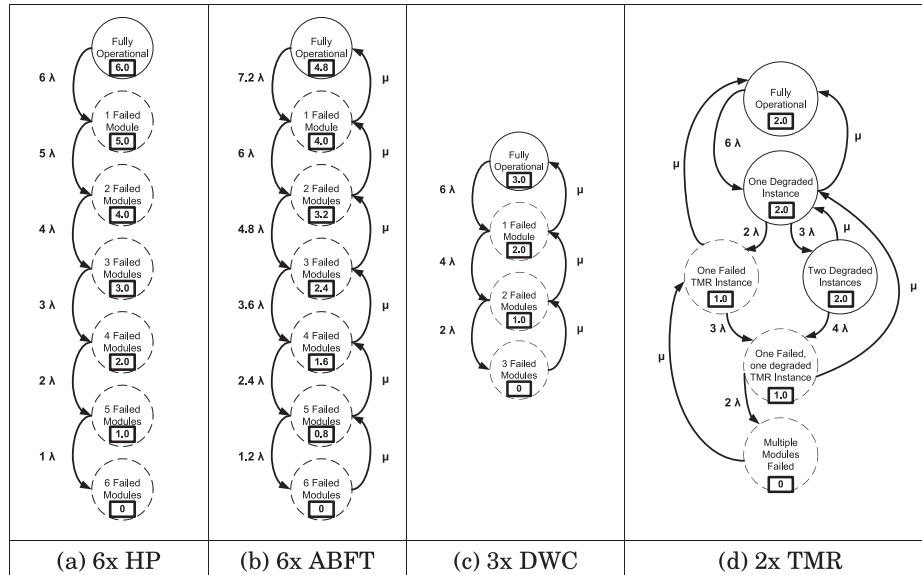 Fully
Operational
6.0
6 λ
1 Failed
Module
5.0
5 λ
2 Failed
Modules
4.0
4 λ
3 Failed
Modules
3.0
3 λ
4 Failed
Modules
2.0
2 λ
5 Failed
Modules
1.0
1 λ
6 Failed
Modules
0
(a) 6x HP
Fully
Operational
4.8
7.2 λ
μ
1 Failed
Module
4.0
6 λ
μ
2 Failed
Modules
3.2
4.8 λ
μ
3 Failed
Modules
2.4
3.6 λ
μ
4 Failed
Modules
1.6
2.4 λ
μ
5 Failed
Modules
0.8
1.2 λ
μ
6 Failed
Modules
0
(b) 6x ABFT
Fully
Operational
3.0
6 λ
μ
1 Failed
Module
2.0
4 λ
μ
2 Failed
Modules
1.0
2 λ
μ
3 Failed
Modules
0
(c) 3x DWC
Fully
Operational
2.0
μ
6 λ
μ
One Degraded
Instance
2.0
2 λ
3 λ
μ
One Failed
TMR Instance
1.0
Two Degraded
Instances
2.0
μ
3 λ
4 λ
μ
One Failed,
one degraded
TMR Instance
1.0
2 λ
Multiple
Modules
Failed
0
(d) 2x TMR